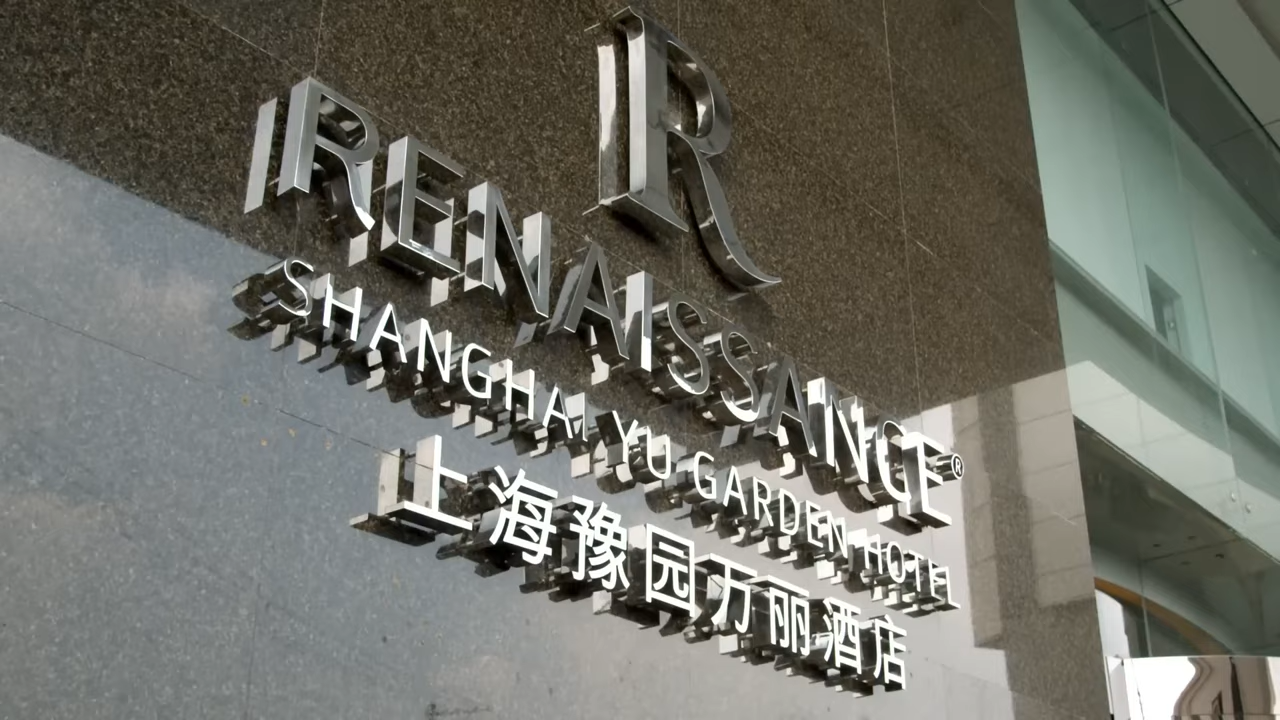 R
RENAISSANCE®
SHANGHAI YU GARDEN HOTEL
上海豫园万丽酒店